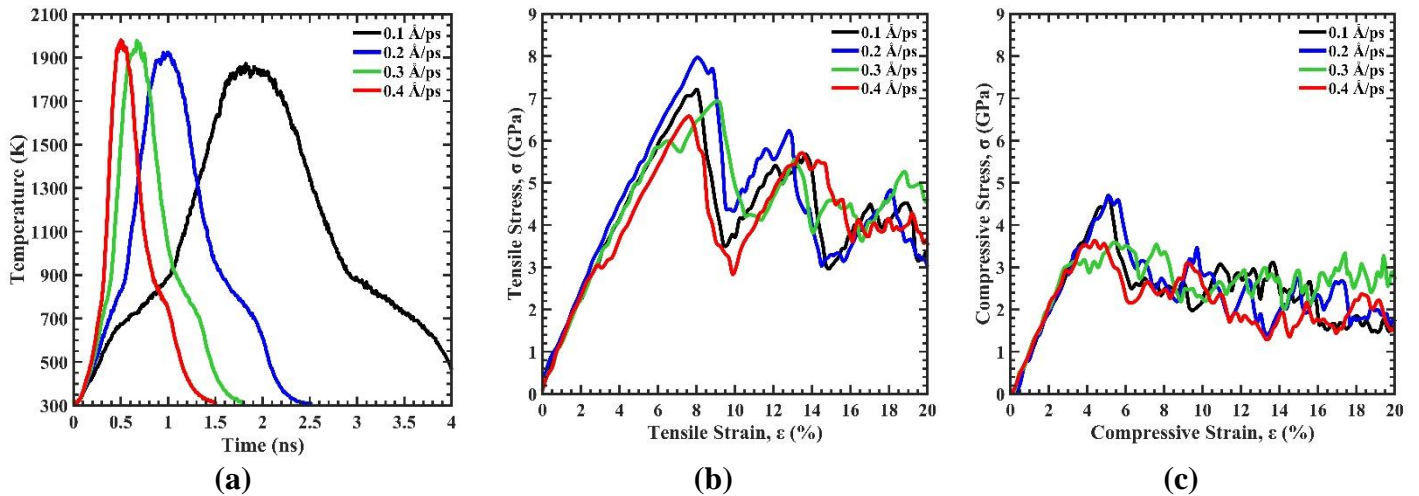 2100
1900
1700
1500
1300
1100
900
700
500
300
0
0.5
1
1.5
2
2.5
3
3.5
4
Temperature (K)
Time (ns)
0.1 Å/ps
0.2 Å/ps
0.3 Å/ps
0.4 Å/ps
(a)
9
8
7
6
5
4
3
2
1
0
0
2
4
6
8
10
12
14
16
18
20
Tensile Stress, σ (GPa)
Tensile Strain, ε (%)
0.1 Å/ps
0.2 Å/ps
0.3 Å/ps
0.4 Å/ps
(b)
9
8
7
6
5
4
3
2
1
0
0
2
4
6
8
10
12
14
16
18
20
Compressive Stress, σ (GPa)
Compressive Strain, ε (%)
0.1 Å/ps
0.2 Å/ps
0.3 Å/ps
0.4 Å/ps
(c)